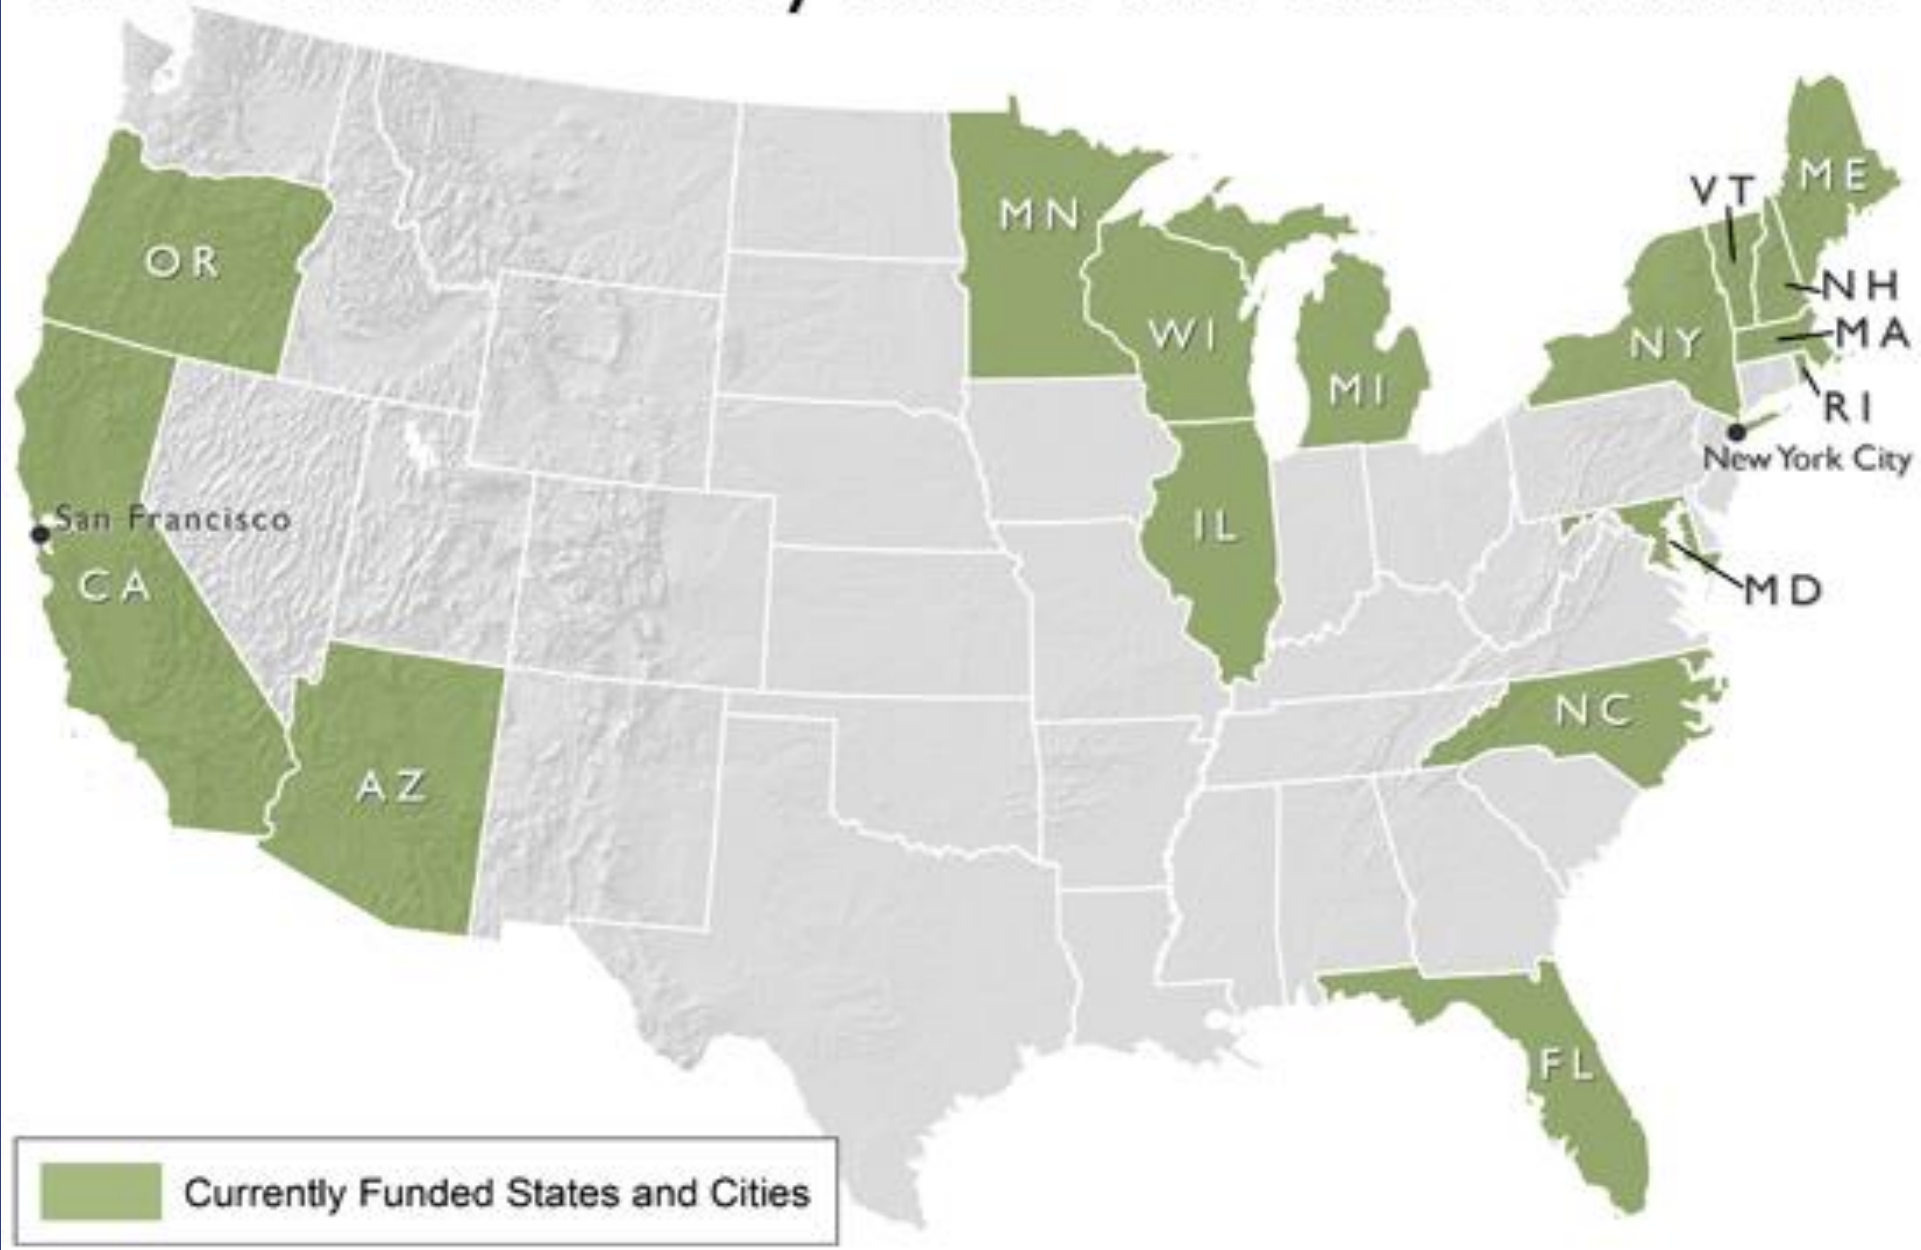 VT
ME
MN
OR
NH
WI
NY
MA
MI
RI
New York City
San Francisco
IL
CA
MD
NC
AZ
FL
Currently Funded States and Cities